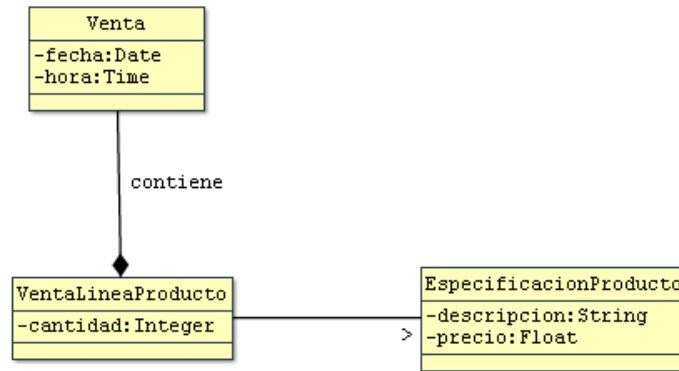 Venta
-fecha:Date
-hora:Time
contiene
VentaLineaProducto
-cantidad:Integer
EspecificacionProducto
-descripcion:String
-precio:Float
>